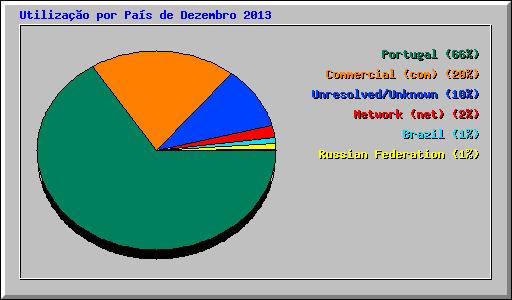 Utilização por País de Dezembro 2013
Portugal (66%)
Commercial (com) (20%)
Unresolved/Unknown (10%)
Network (net) (2%)
Brazil (1%)
Russian Federation (1%)